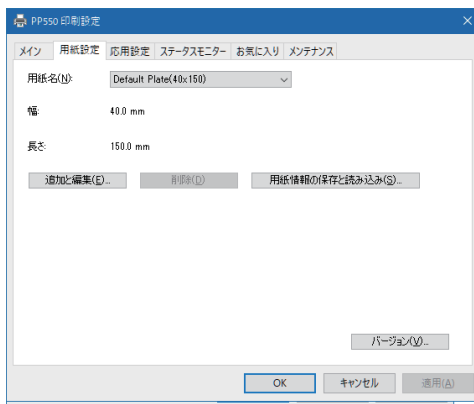 PP550 印刷設定
メイン 用紙設定 応用設定 ステータスモニター お気に入り メンテナンス
用紙名(N): Default Plate(40x150)
幅: 40.0 mm
長さ: 150.0 mm
追加と編集(E)... 削除(D) 用紙情報の保存と読み込み(S)...
バージョン(V)...
OK キャンセル 適用(A)